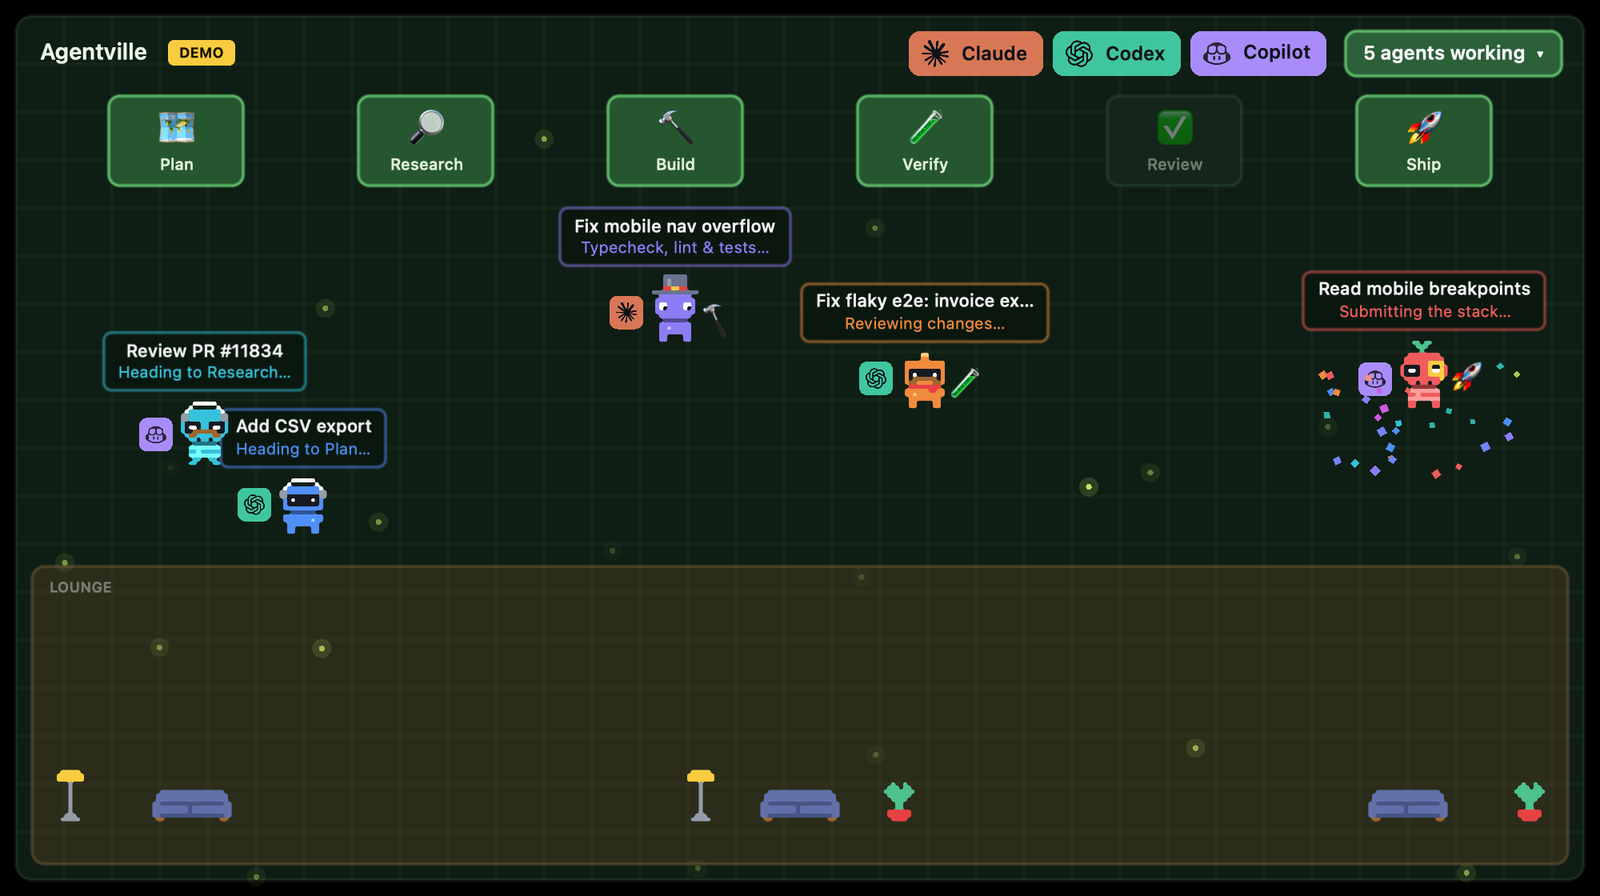 Agentville
DEMO
Claude
Codex
Copilot
5 agents working
Plan
Research
Build
Verify
Review
Ship
Fix mobile nav overflow
Typecheck, lint & tests...
Fix flaky e2e: invoice ex...
Reviewing changes...
Read mobile breakpoints
Submitting the stack...
Review PR #11834
Heading to Research...
Add CSV export
Heading to Plan...
LOUNGE